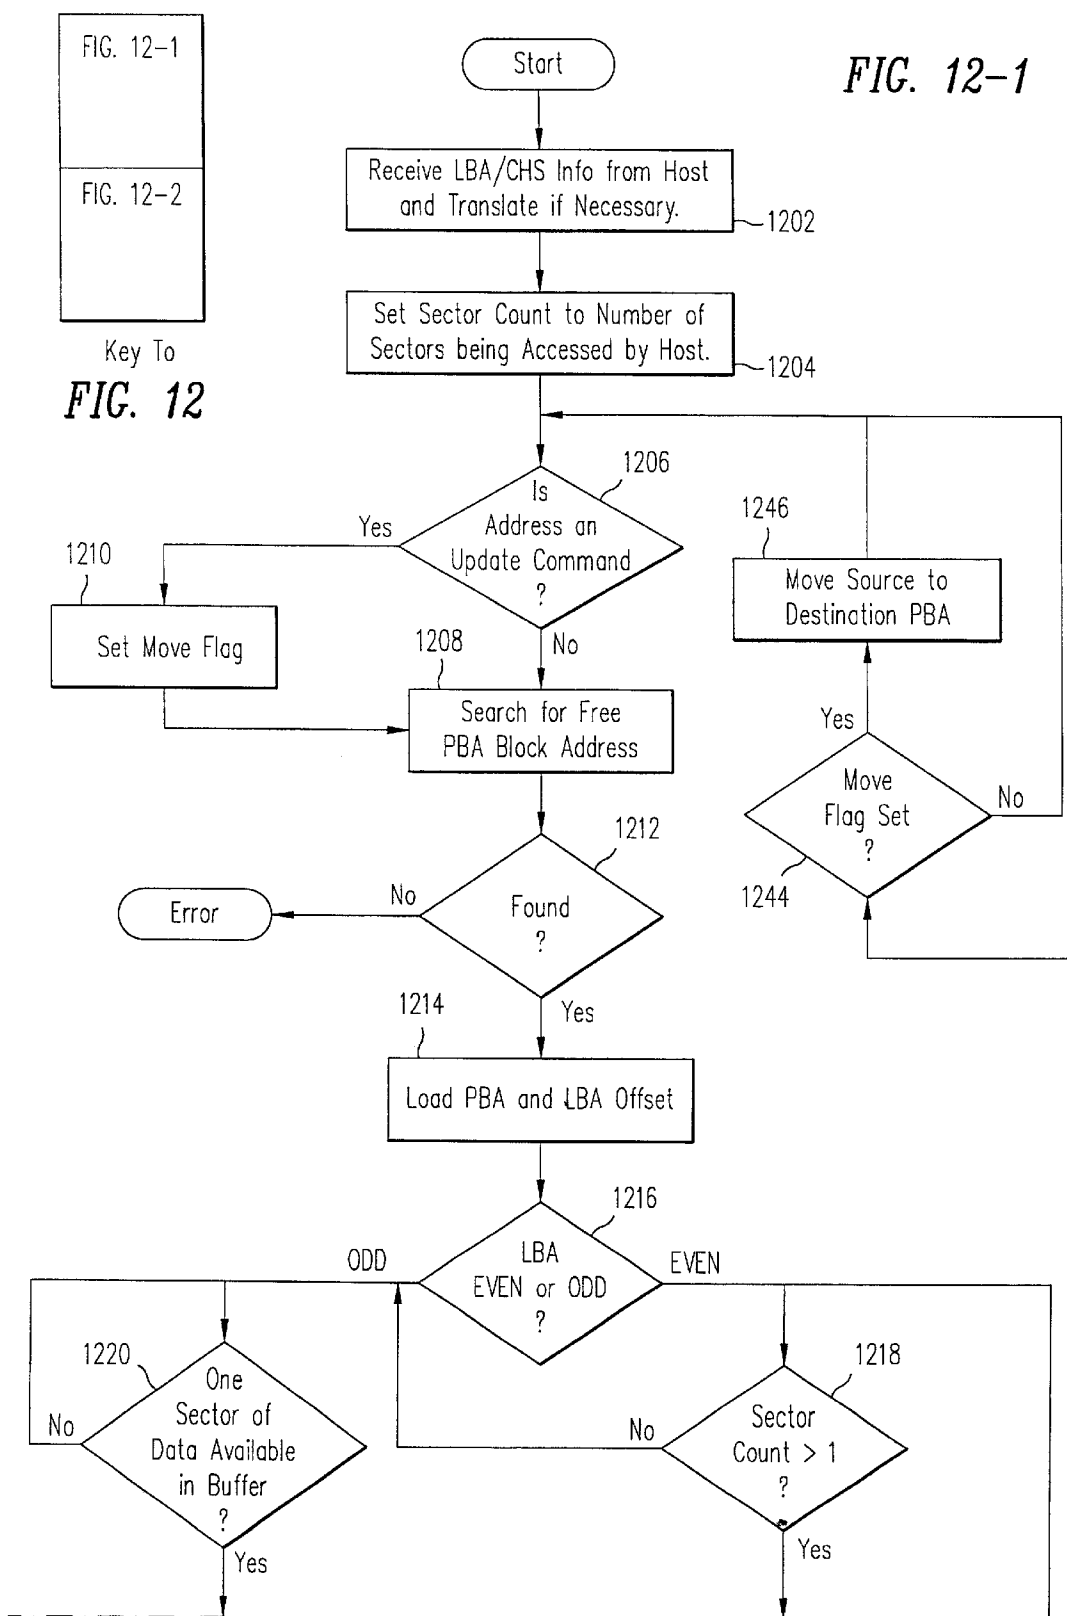 FIG. 12-1
FIG. 12-2
Key To
FIG. 12
FIG. 12-1
Start
Receive LBA/CHS Info from Host
and Translate if Necessary.
1202
Set Sector Count to Number of
Sectors being Accessed by Host.
1204
1206
Is
Address an
Update Command
?
Yes
No
1210
Set Move Flag
1208
Search for Free
PBA Block Address
1246
Move Source to
Destination PBA
Yes
Move
Flag Set
?
No
1244
1212
Found
?
No
Error
Yes
1214
Load PBA and LBA Offset
1216
LBA
EVEN or ODD
?
ODD
EVEN
1220
One
Sector of
Data Available
in Buffer
?
No
Yes
1218
Sector
Count > 1
?
No
Yes